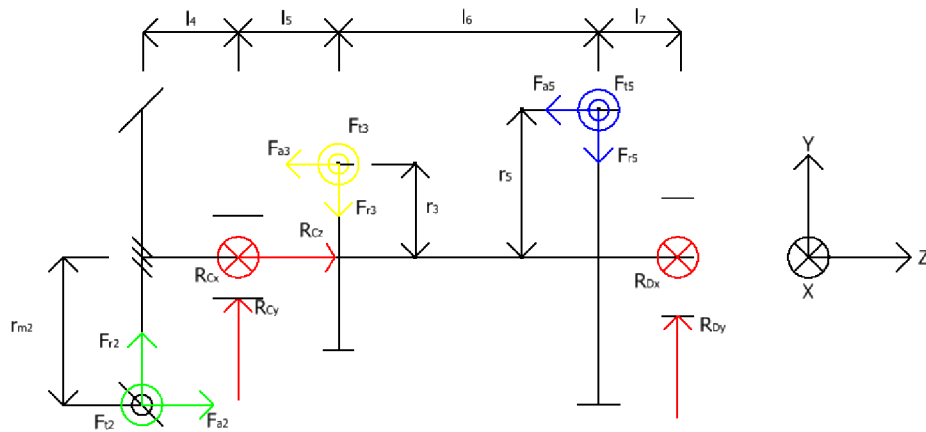 l4 l5 l6 l7
Fa5 Ft5
Ft3
Fa3 Fr5 Y
r5
Fr3 r3
RCz
Z
RCx RDx
X
RCy
rm2 RDy
Fr2
Ft2 Fa2